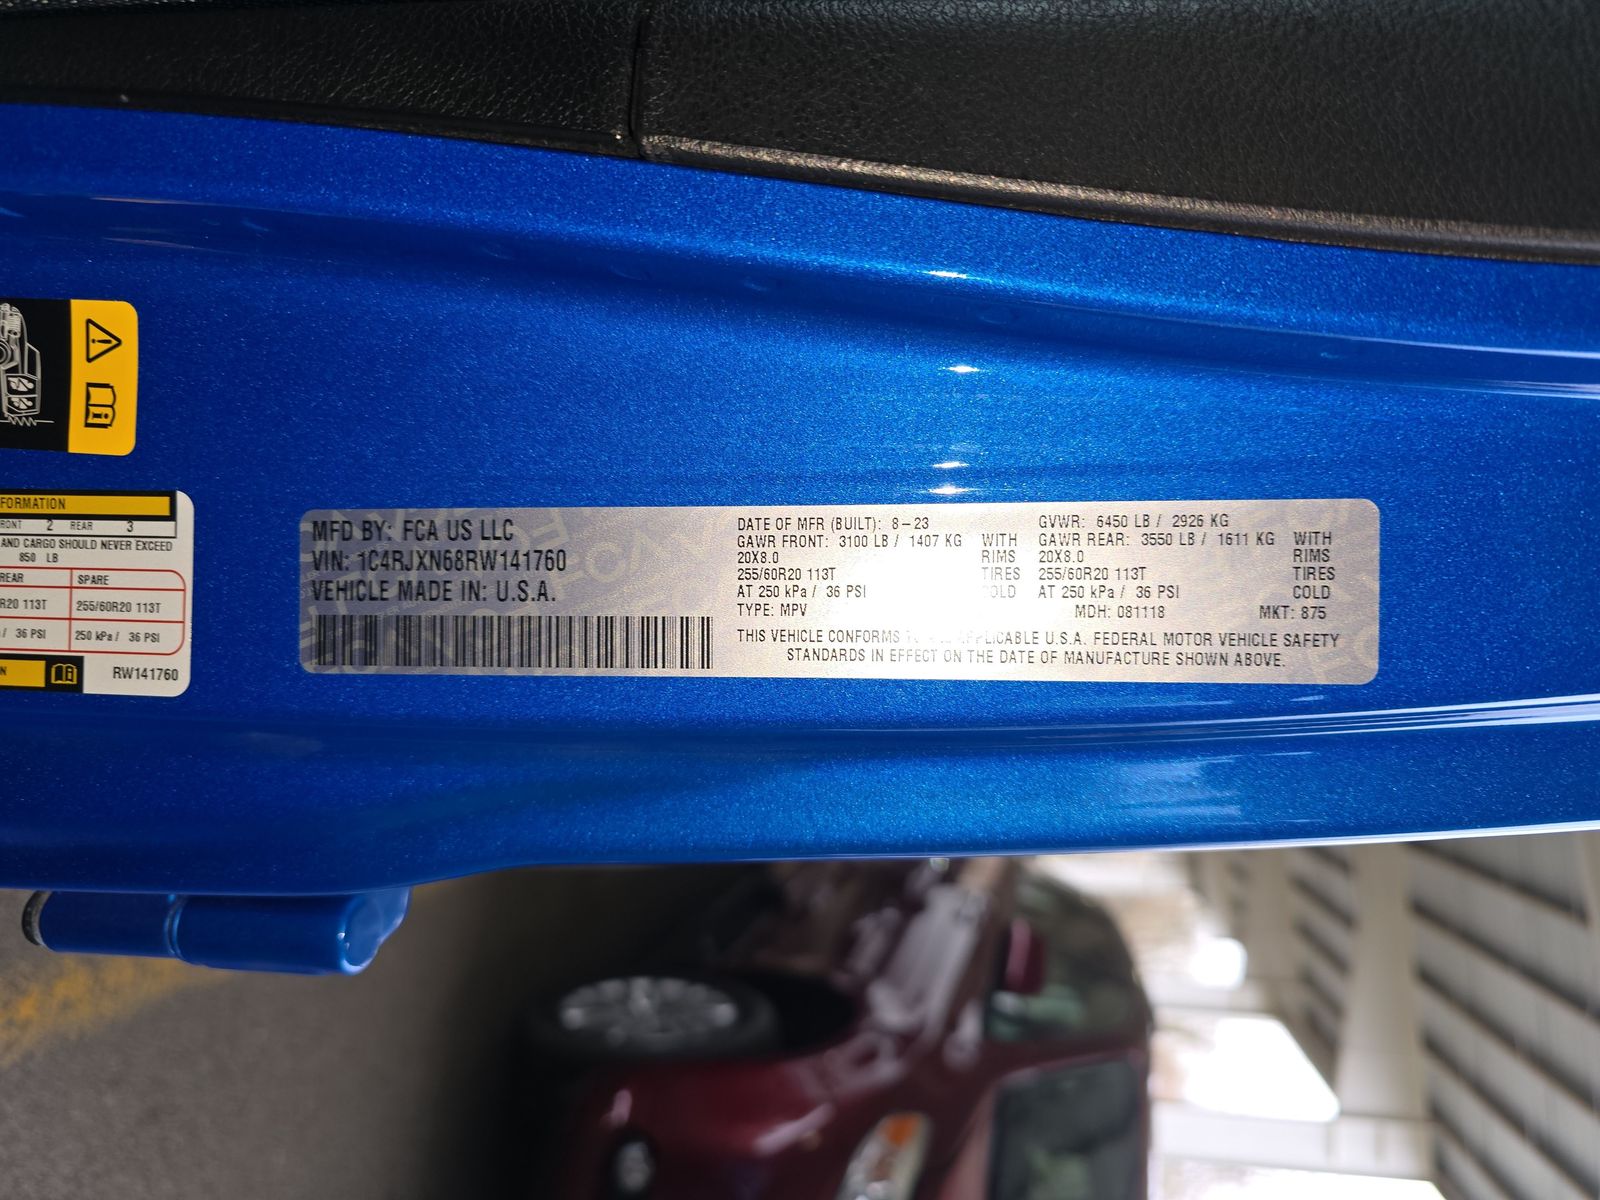 FORMATION
FRONT 2 REAR 3
AND CARGO SHOULD NEVER EXCEED
850 LB
REAR SPARE
R20 113T 255/60R20 113T
/ 36 PSI 250 kPa / 36 PSI
RW141760
MFD BY: FCA US LLC
VIN: 1C4RJXN68RW141760
VEHICLE MADE IN: U.S.A.
DATE OF MFR (BUILT): 8-23 GVWR: 6450 LB / 2926 KG
GAWR FRONT: 3100 LB / 1407 KG WITH GAWR REAR: 3550 LB / 1611 KG WITH
20X8.0 RIMS 20X8.0 RIMS
255/60R20 113T TIRES 255/60R20 113T TIRES
AT 250 kPa / 36 PSI COLD AT 250 kPa / 36 PSI COLD
TYPE: MPV MDH: 081118 MKT: 875
THIS VEHICLE CONFORMS APPLICABLE U.S.A. FEDERAL MOTOR VEHICLE SAFETY
STANDARDS IN EFFECT ON THE DATE OF MANUFACTURE SHOWN ABOVE.